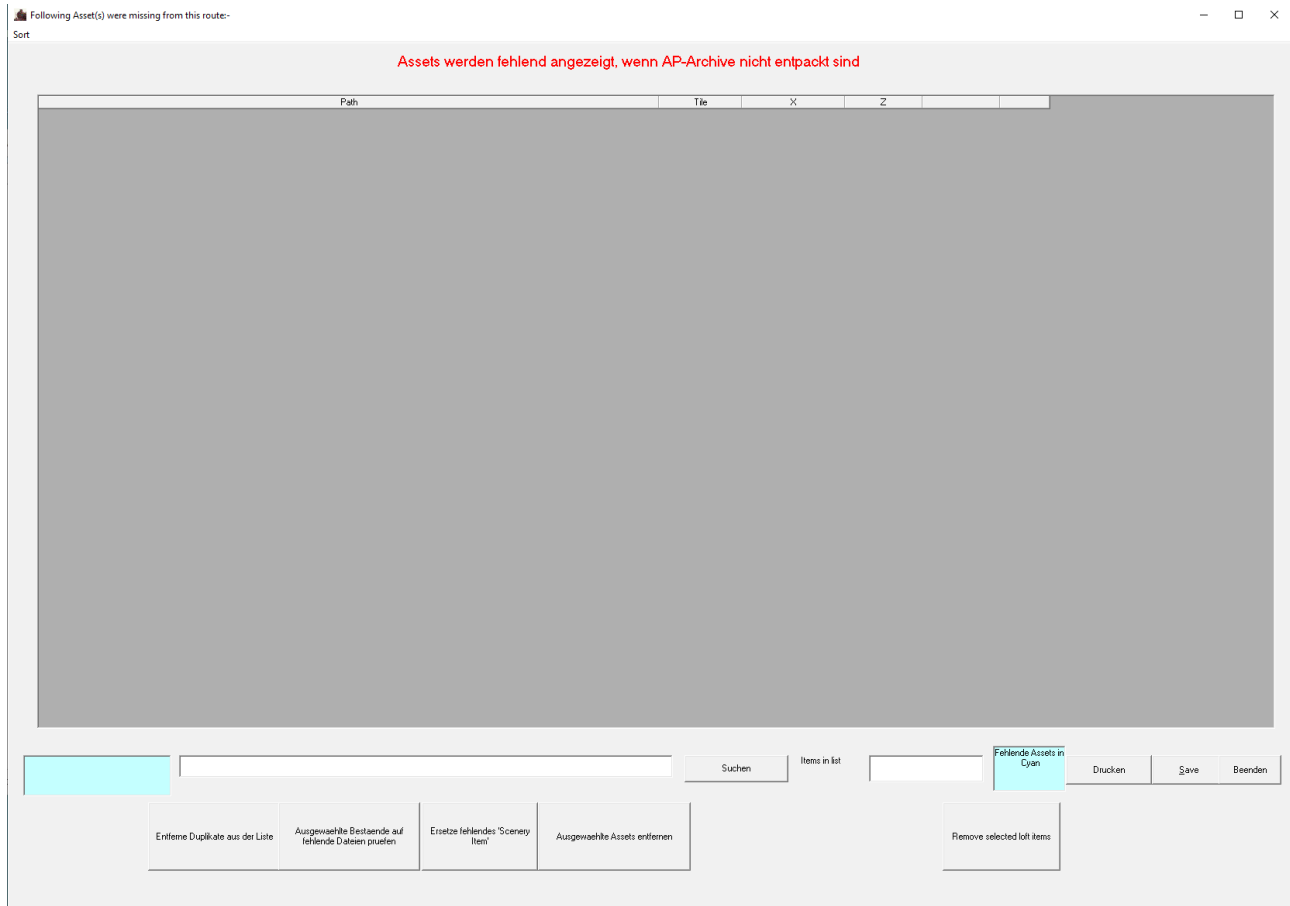 Following Asset(s) were missing from this route:-
Sort
Assets werden fehlend angezeigt, wenn AP-Archive nicht entpackt sind
Path Tile X Z
Suchen
Items in list
Fehlende Assets in
Cyan
Drucken
Save
Beenden
Entferne Duplikate aus der Liste
Ausgewaehlte Bestaende auf
fehlende Dateien pruefen
Ersetze fehlendes 'Scenery
Item'
Ausgewaehlte Assets entfernen
Remove selected loft items